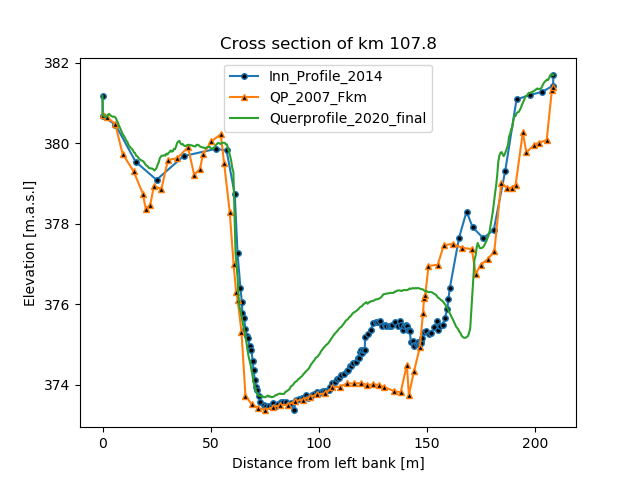 Cross section of km 107.8
Inn_Profile_2014
QP_2007_Fkm
Querprofile_2020_final
382
380
378
376
374
Elevation [m.a.s.l]
0
50
100
150
200
Distance from left bank [m]